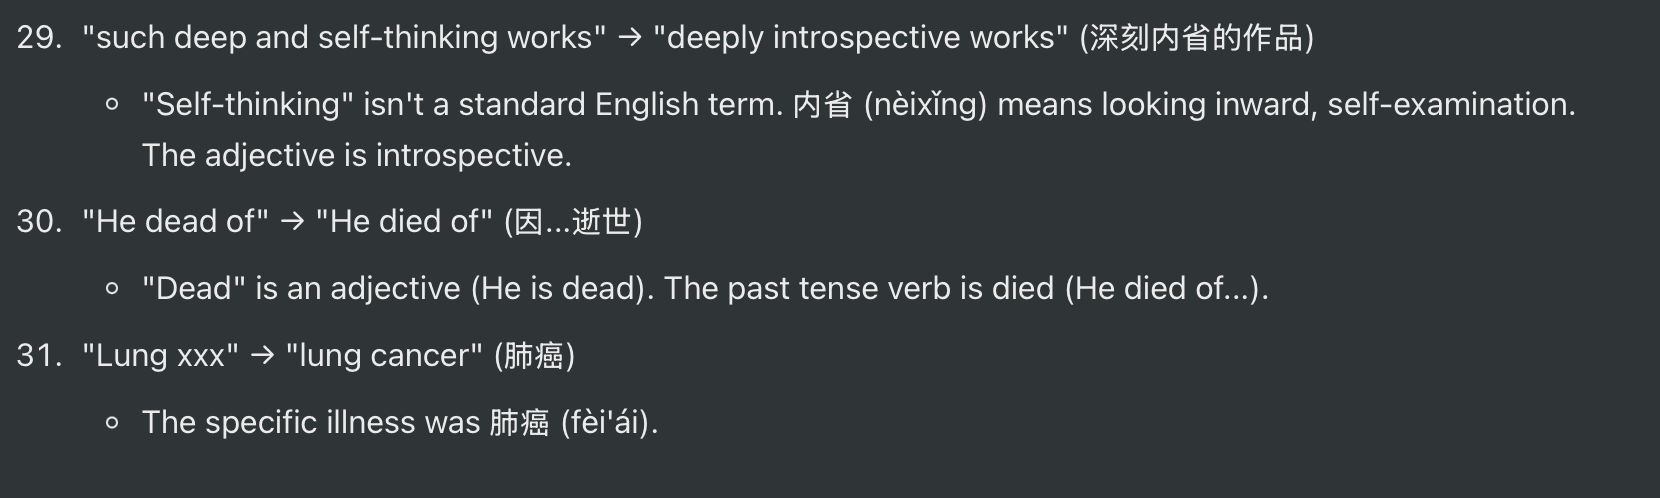 29. "such deep and self-thinking works" → "deeply introspective works" (深刻内省的作品)
◦ "Self-thinking" isn't a standard English term. 内省 (nèixǐng) means looking inward, self-examination.
The adjective is introspective.
30. "He dead of" → "He died of" (因...逝世)
◦ "Dead" is an adjective (He is dead). The past tense verb is died (He died of...).
31. "Lung xxx" → "lung cancer" (肺癌)
◦ The specific illness was 肺癌 (fèi'ái).